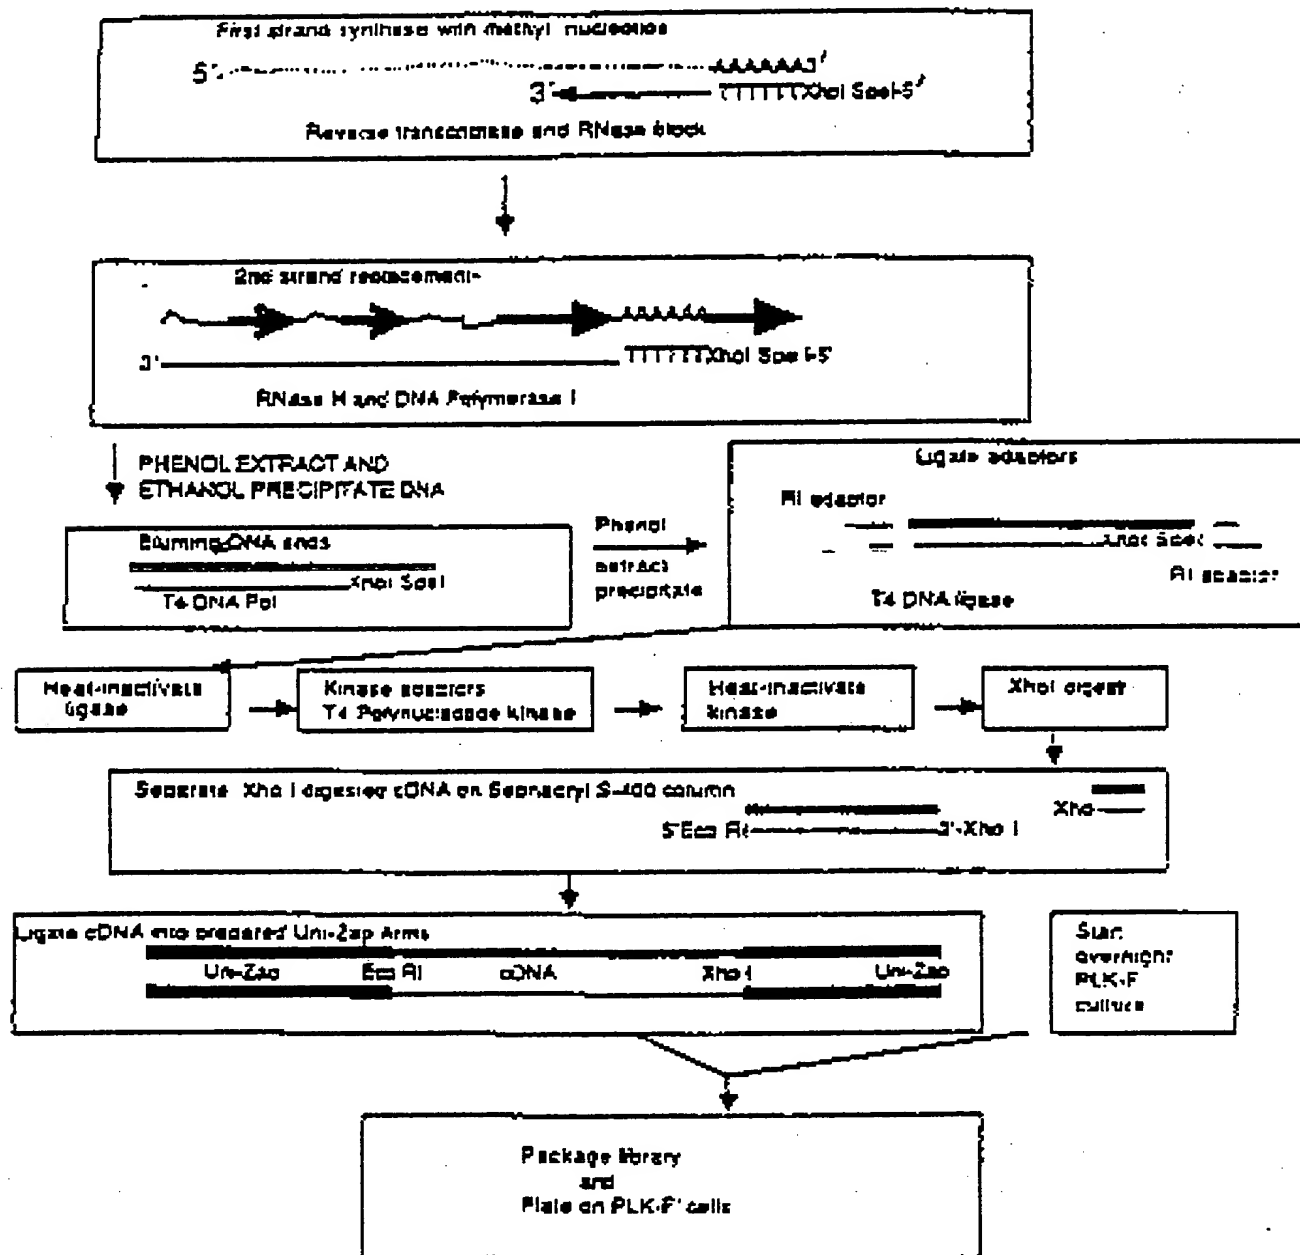 First strand synthese with methyl nucleotide
5' AAAAAA3'
3' TTTTTTXhoI SpeI-5'
Reverse transcriptase and RNase block
2nd strand replacement-
AAAAAA
3' TTTTTTXhoI SpeI-5'
RNase H and DNA Polymerase I
PHENOL EXTRACT AND
ETHANOL PRECIPITATE DNA
Blunting DNA ends
XhoI SpeI
T4 DNA Pol
Phenol
extract
precipitate
Ligate adaptors
RI adaptor
XhoI SpeI
RI adaptor
T4 DNA ligase
Heat-inactivate
ligase
Kinase adaptors
T4 Polynucleotide kinase
Heat-inactivate
kinase
XhoI digest
Separate Xho I digested cDNA on Sephacryl S-400 column
Xho
5'Eco RI 3'-Xho I
Ligate cDNA into prepared Uni-Zap Arms
Uni-Zap Eco RI cDNA Xho I Uni-Zap
Start
overnight
PLK-F'
culture
Package library
and
Plate on PLK-F' cells